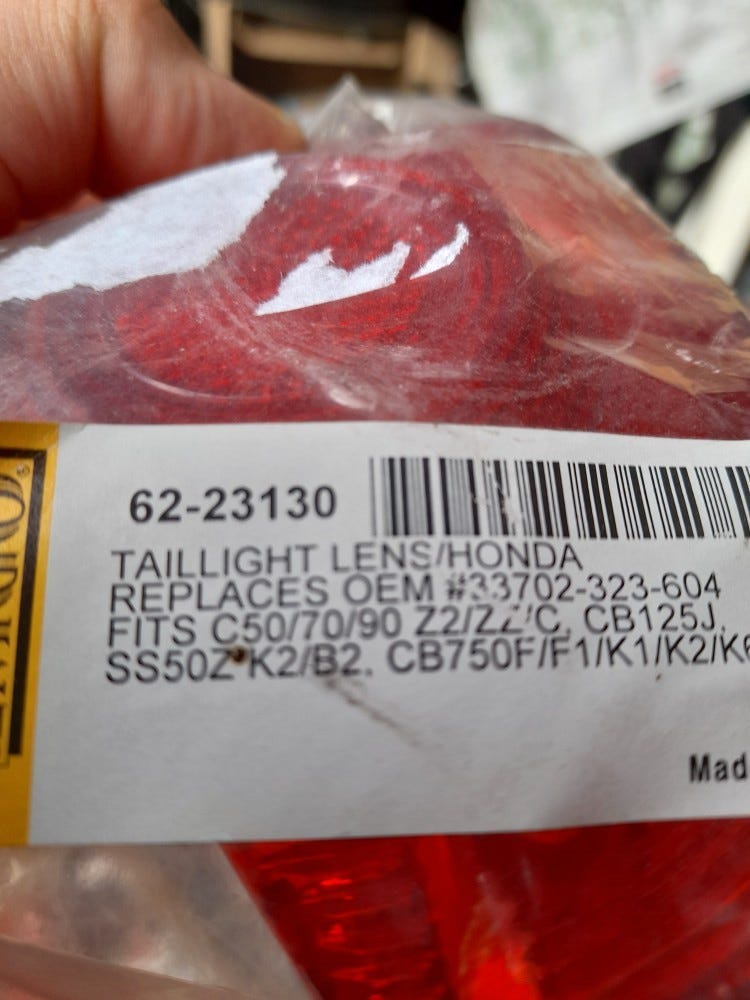 62-23130
TAILLIGHT LENS/HONDA
REPLACES OEM #33702-323-604
FITS C50/70/90 Z2/ZZ/C, CB125J,
SS50Z K2/B2. CB750F/F1/K1/K2/K6
Mad